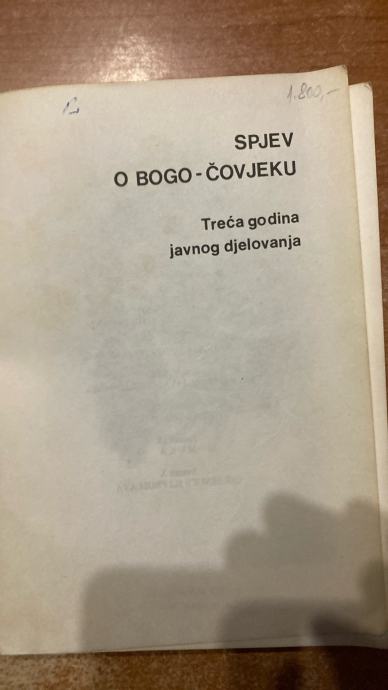 1.800,-
SPJEV
O BOGO-ČOVJEKU
Treća godina
javnog djelovanja